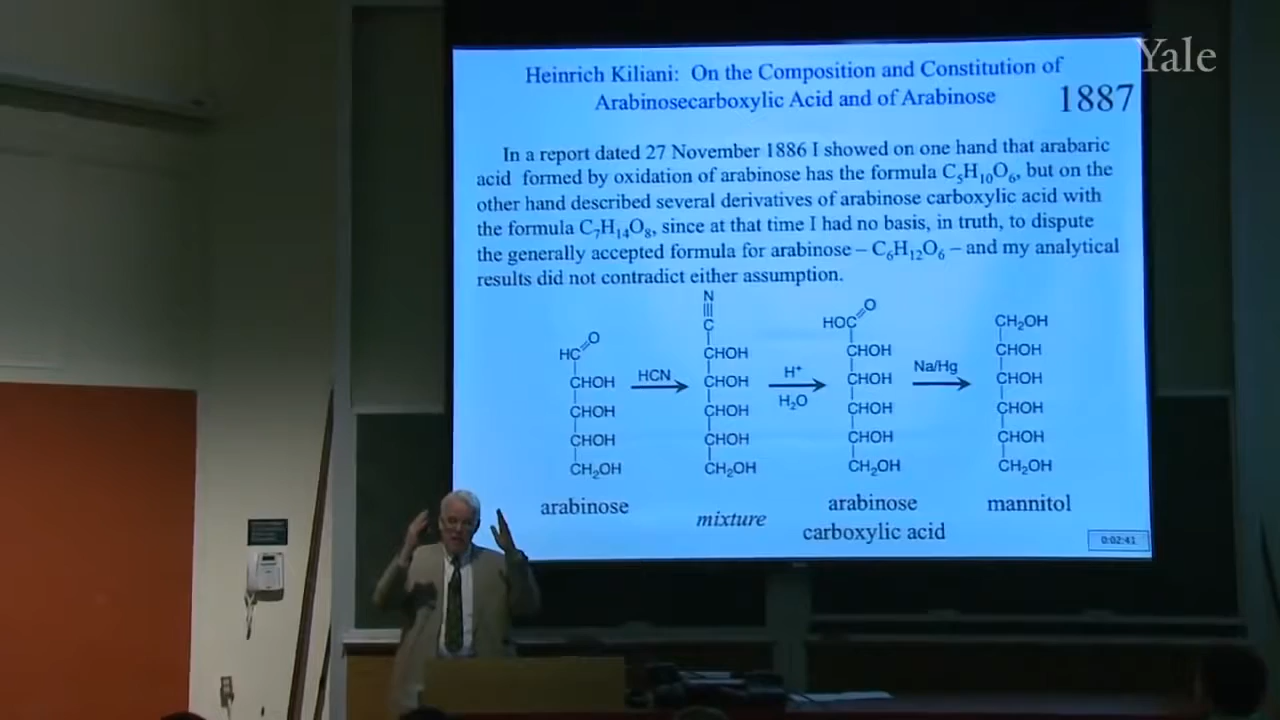 Yale
Heinrich Kiliani: On the Composition and Constitution of
Arabinosecarboxylic Acid and of Arabinose
1887
In a report dated 27 November 1886 I showed on one hand that arabaric
acid formed by oxidation of arabinose has the formula C₅H₁₀O₆, but on the
other hand described several derivatives of arabinose carboxylic acid with
the formula C₇H₁₄O₈, since at that time I had no basis, in truth, to dispute
the generally accepted formula for arabinose – C₆H₁₂O₆ – and my analytical
results did not contradict either assumption.
HC=O
CHOH
CHOH
CHOH
CH₂OH
arabinose
HCN
N
C
CHOH
CHOH
CHOH
CHOH
CH₂OH
mixture
H⁺
H₂O
HOC=O
CHOH
CHOH
CHOH
CHOH
CH₂OH
arabinose
carboxylic acid
Na/Hg
CH₂OH
CHOH
CHOH
CHOH
CHOH
CH₂OH
mannitol
0:02:41